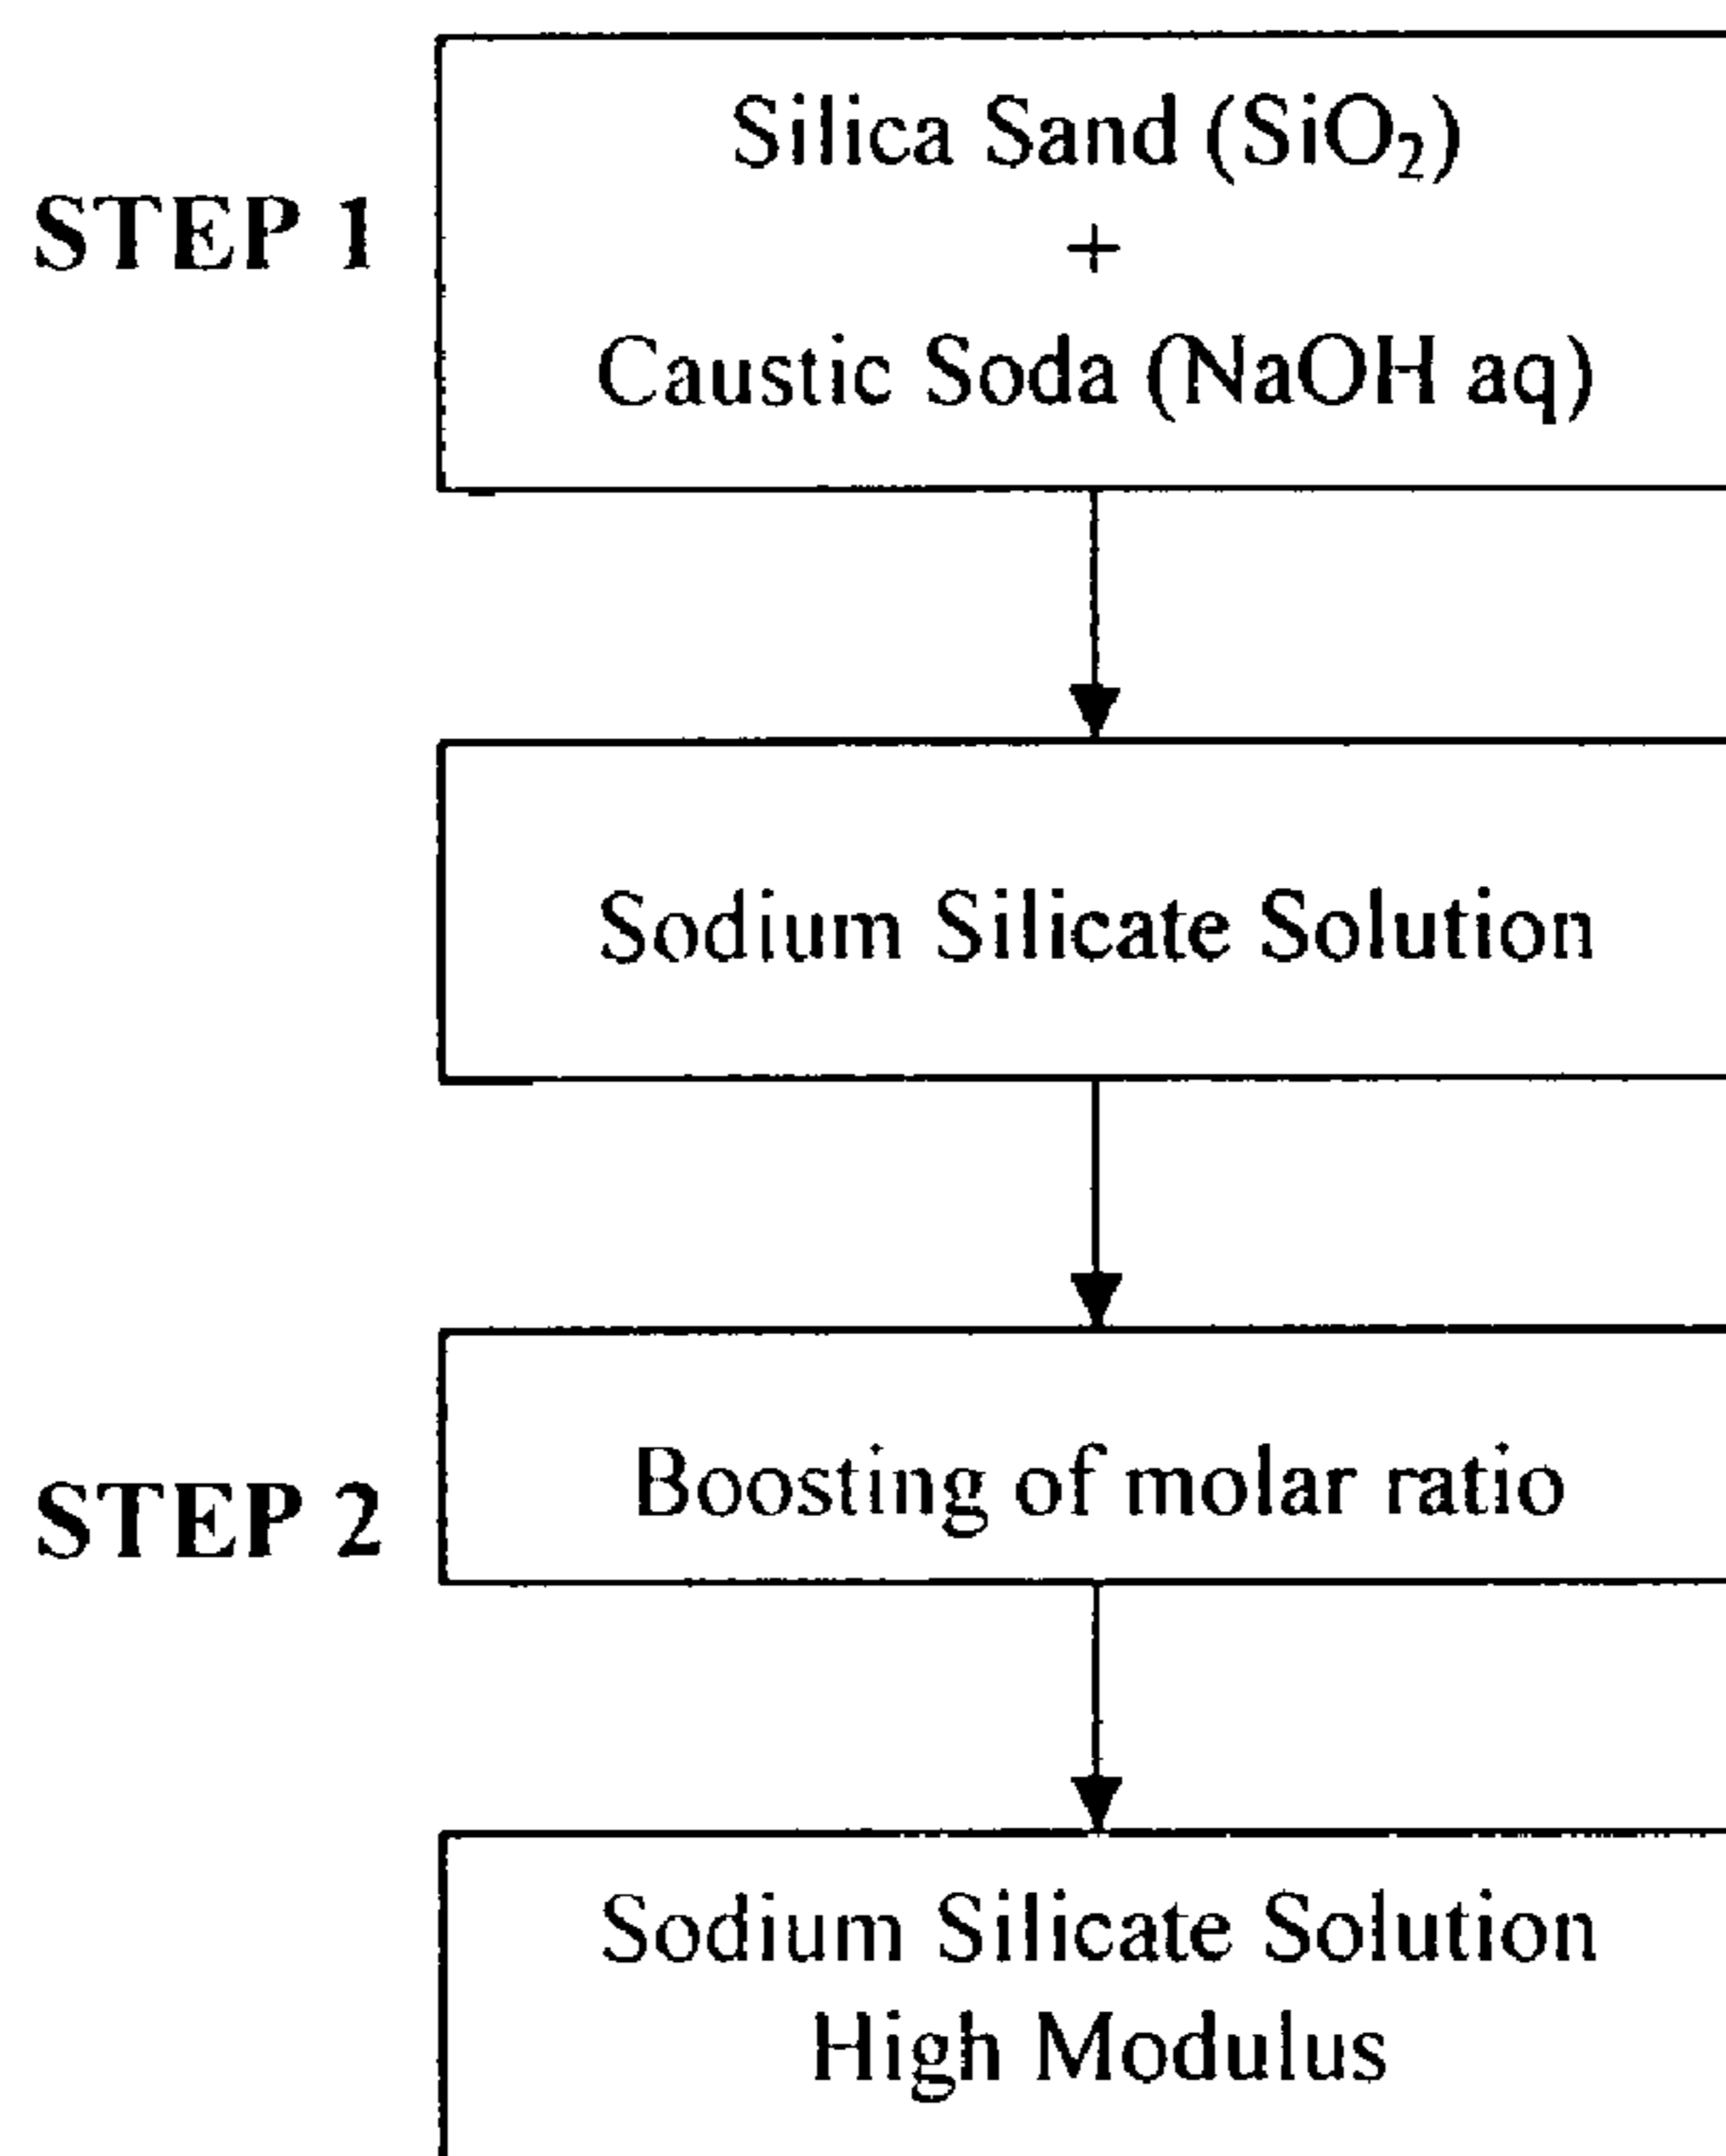 STEP 1
Silica Sand (SiO₂)
+
Caustic Soda (NaOH aq)
Sodium Silicate Solution
STEP 2
Boosting of molar ratio
Sodium Silicate Solution
High Modulus